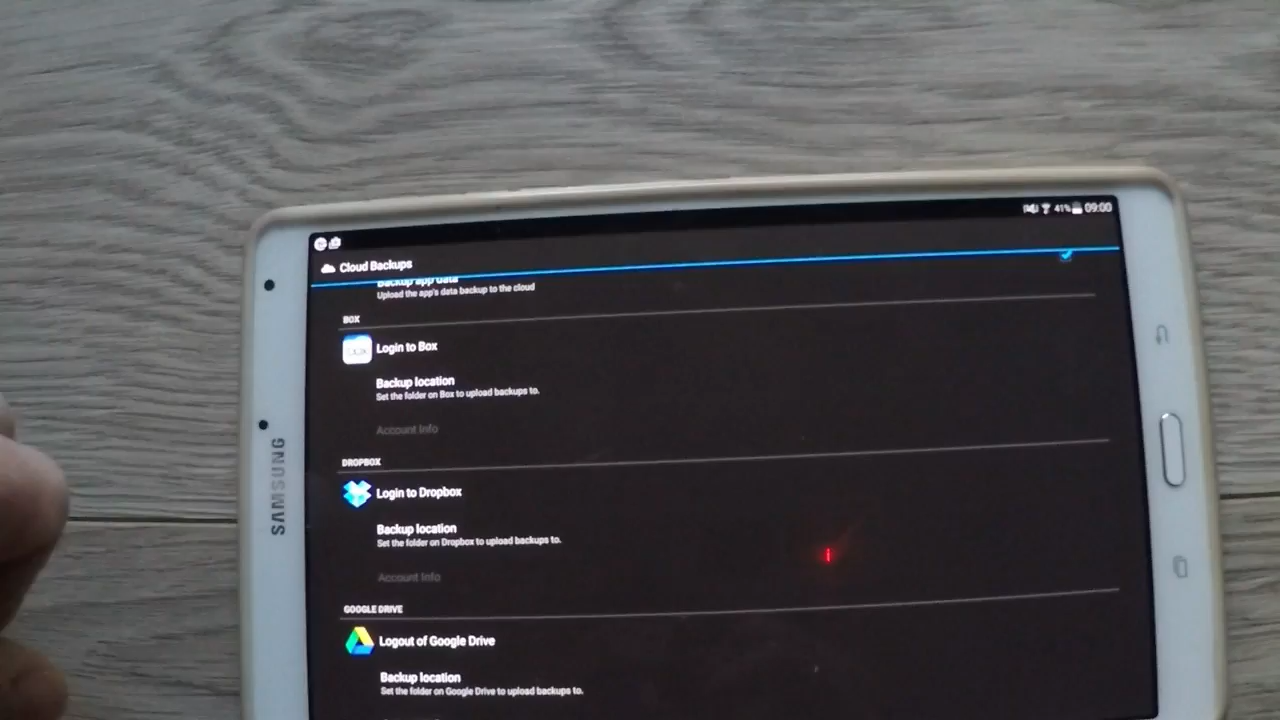 41% 09:00
Cloud Backups
Backup app data
Upload the app's data backup to the cloud
BOX
Login to Box
Backup location
Set the folder on Box to upload backups to.
Account Info
DROPBOX
Login to Dropbox
Backup location
Set the folder on Dropbox to upload backups to.
Account Info
GOOGLE DRIVE
Logout of Google Drive
Backup location
Set the folder on Google Drive to upload backups to.
SAMSUNG